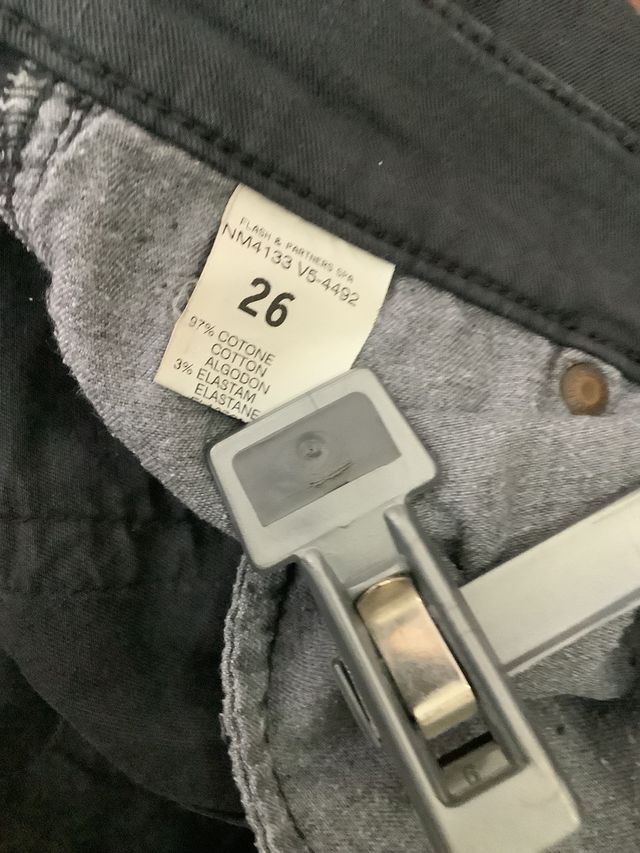 FLASH & PARTNERS SPA
NM4133 V5-4492
26
97% COTONE
COTTON
ALGODON
3% ELASTAM
ELASTANE